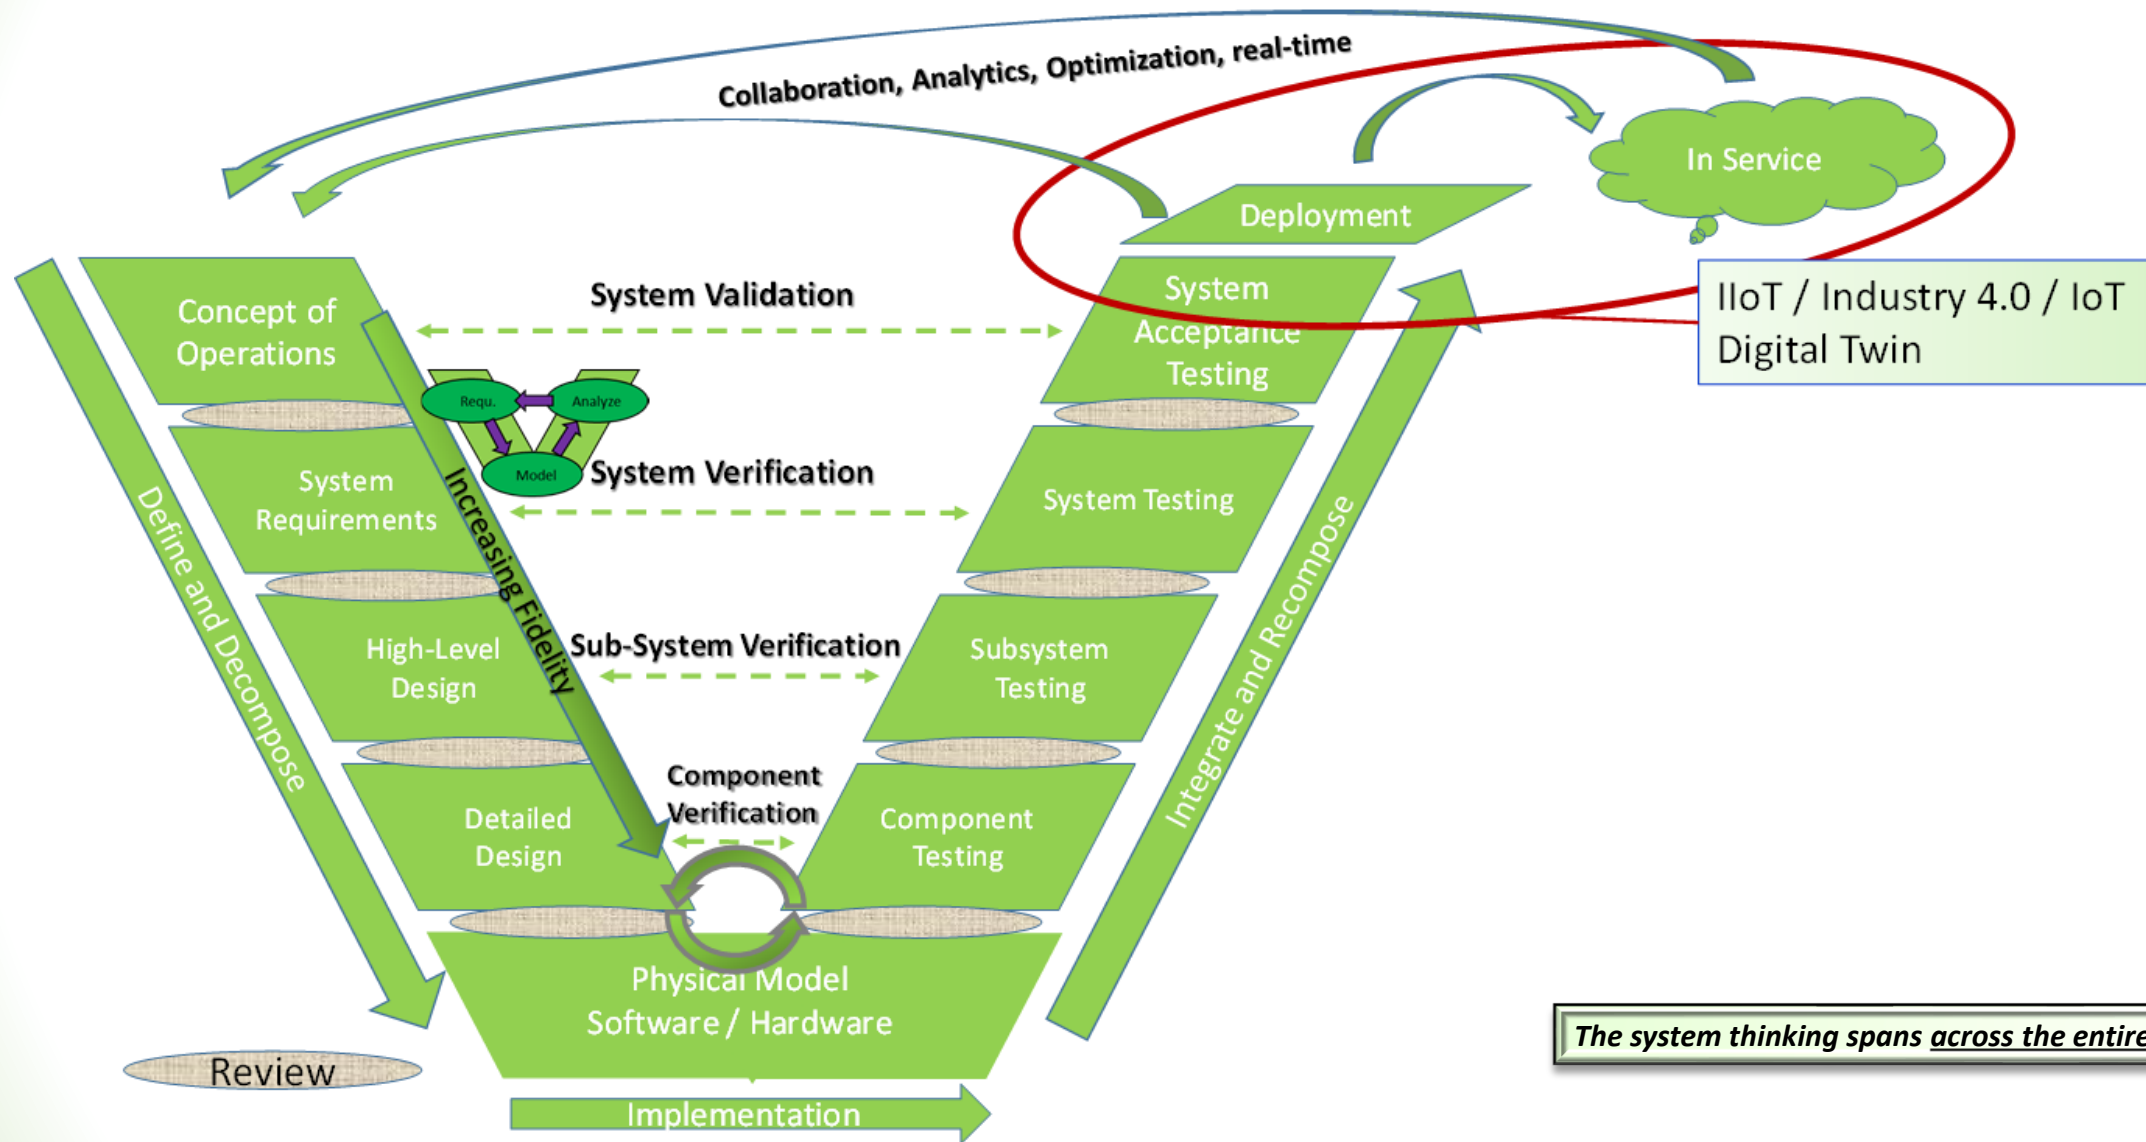 Collaboration, Analytics, Optimization, real-time
In Service
Deployment
Concept of
Operations
System Validation
System
Acceptance
Testing
IIoT / Industry 4.0 / IoT
Digital Twin
Requ.
Analyze
Model
System
Requirements
System Verification
System Testing
Define and Decompose
Increasing Fidelity
Integrate and Recompose
High-Level
Design
Sub-System Verification
Subsystem
Testing
Component
Verification
Detailed
Design
Component
Testing
Physical Model
Software / Hardware
The system thinking spans across the entire
Review
Implementation